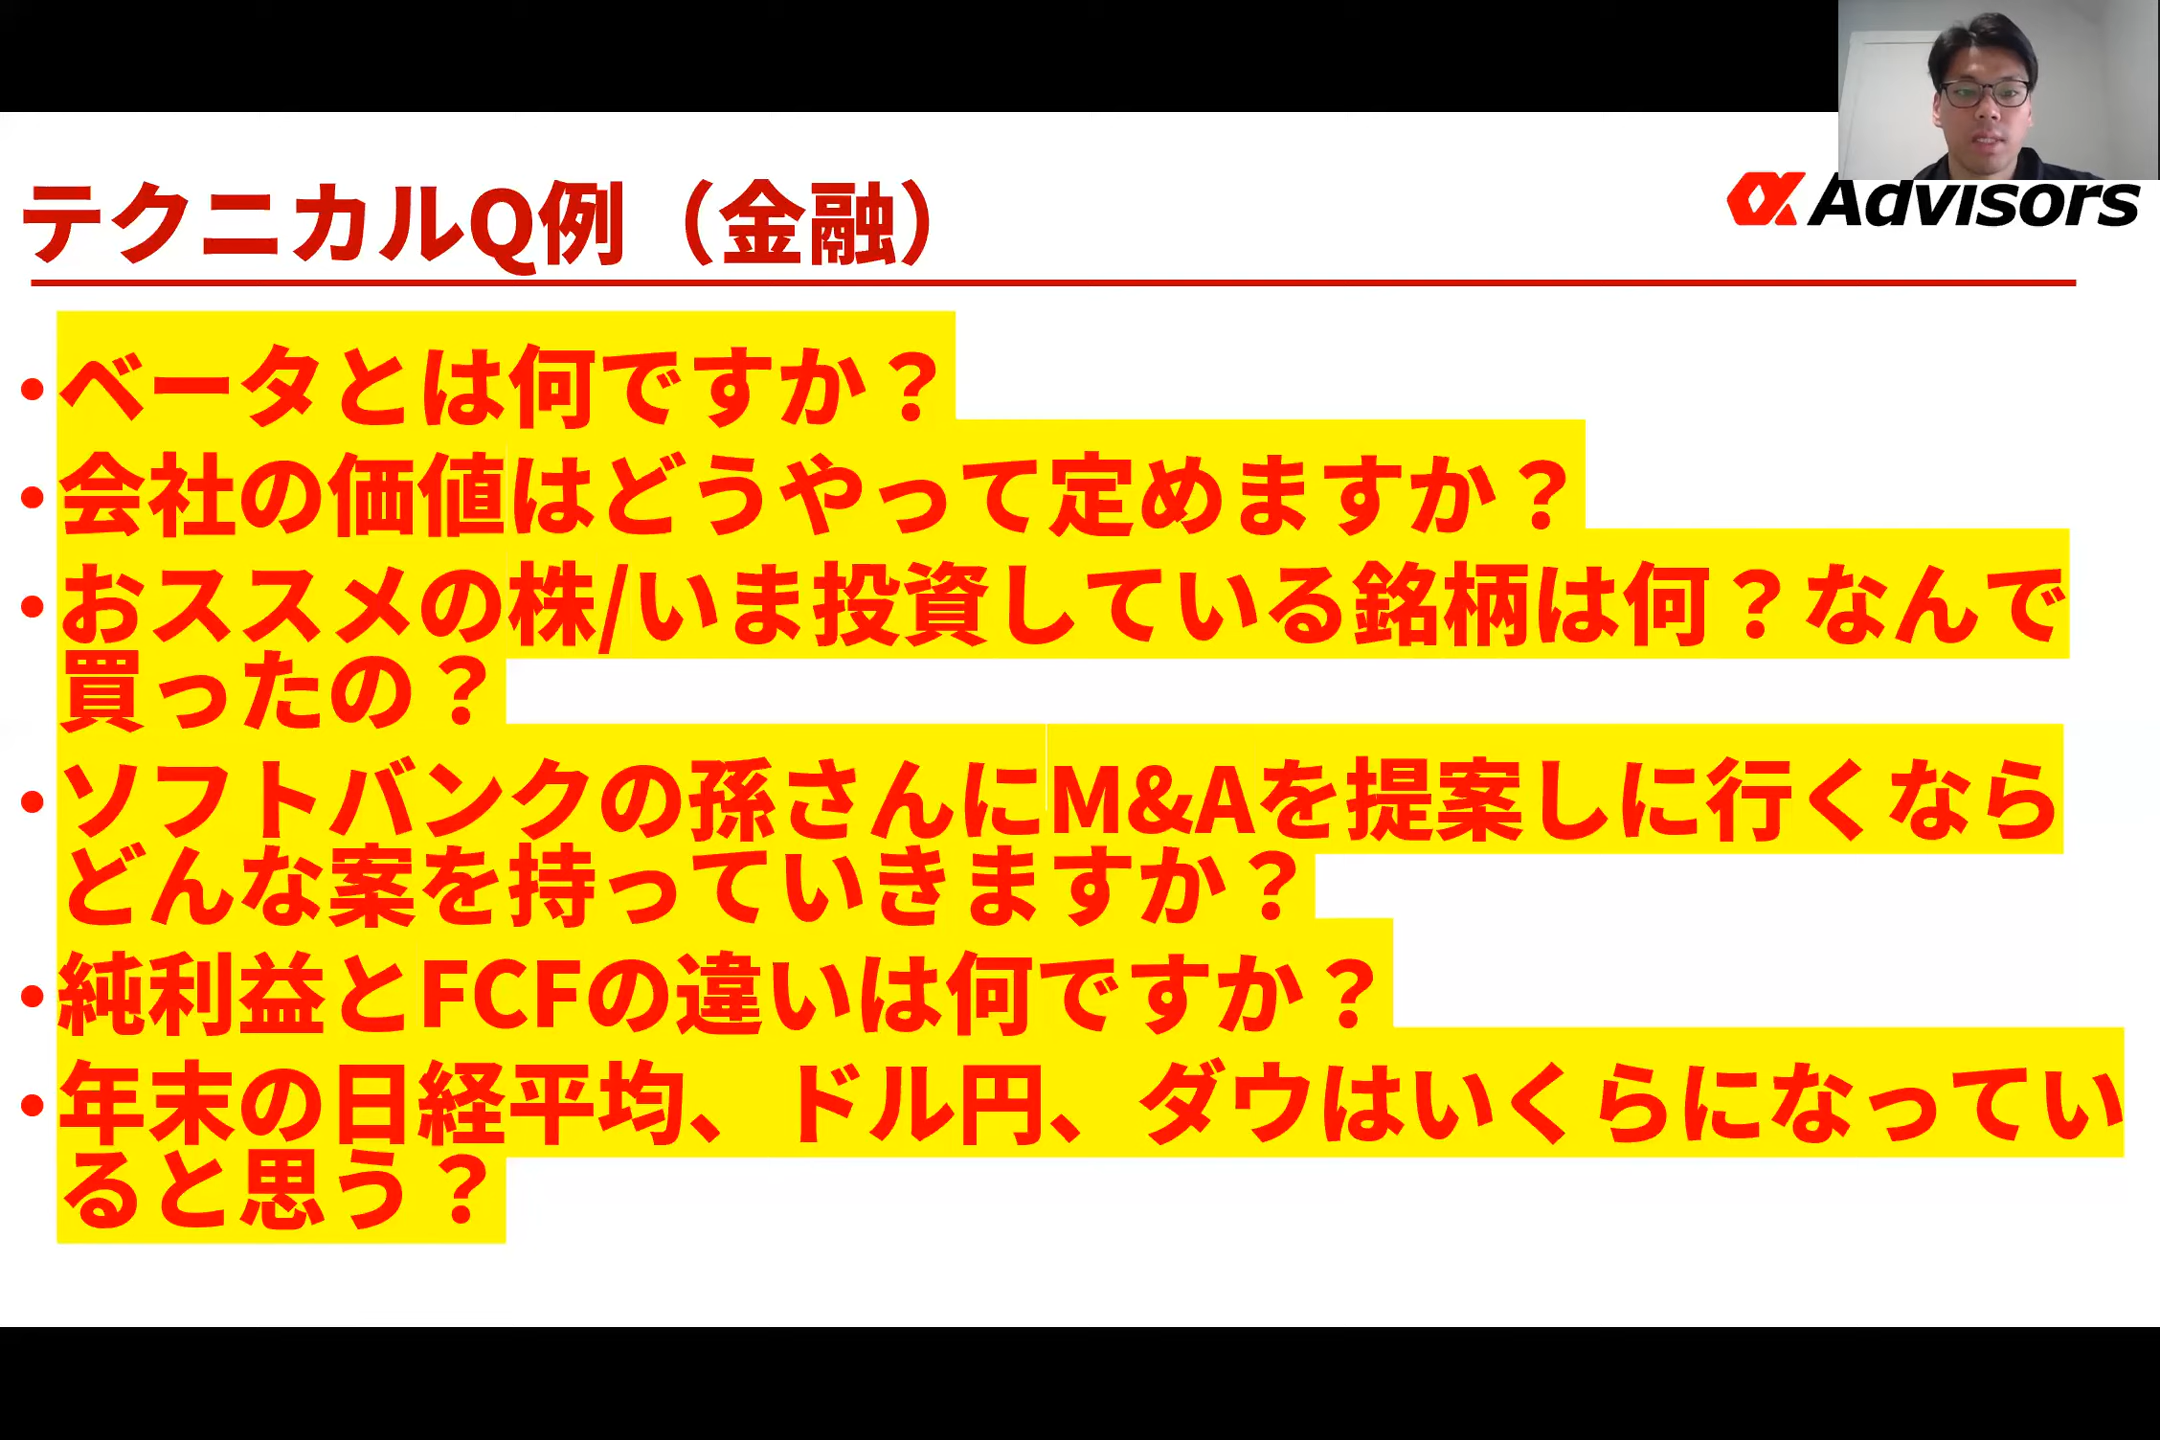 テクニカルQ例（金融）
α Advisors
•ベータとは何ですか？
•会社の価値はどうやって定めますか？
•おススメの株/いま投資している銘柄は何？なんで
買ったの？
•ソフトバンクの孫さんにM&Aを提案しに行くなら
どんな案を持っていきますか？
•純利益とFCFの違いは何ですか？
•年末の日経平均、ドル円、ダウはいくらになってい
ると思う？